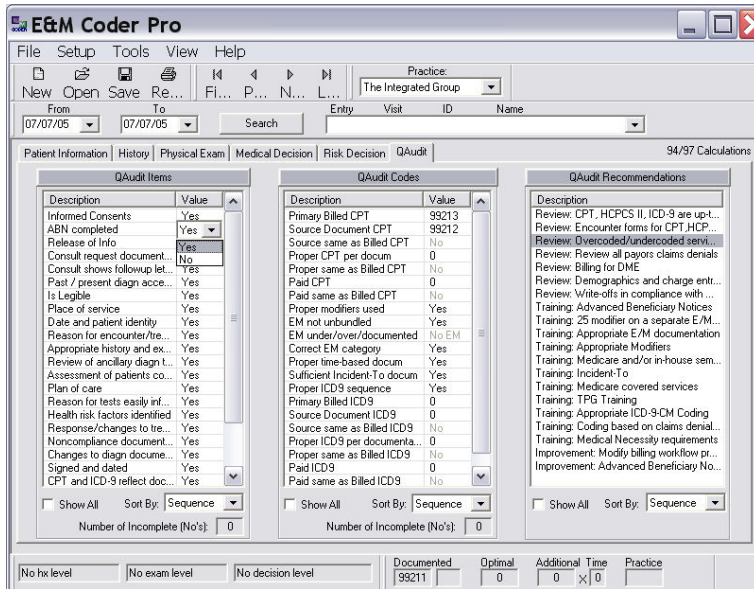 E&M Coder Pro
File Setup Tools View Help
New Open Save Re... Fi... P... N... L...
Practice:
The Integrated Group
From To Entry Visit ID Name
07/07/05 07/07/05 Search
Patient Information History Physical Exam Medical Decision Risk Decision QAudit 94/97 Calculations
QAudit Items
Description Value
Informed Consents Yes
ABN completed Yes
Release of Info
Yes
No
Consult request document...
Consult shows followup let... Yes
Past / present diagn acce... Yes
Is Legible Yes
Place of service Yes
Date and patient identity Yes
Reason for encounter/tre... Yes
Appropriate history and ex... Yes
Review of ancillary diagn t... Yes
Assessment of patients co... Yes
Plan of care Yes
Reason for tests easily inf... Yes
Health risk factors identified Yes
Response/changes to tre... Yes
Noncompliance document... Yes
Changes to diagn docume... Yes
Signed and dated Yes
CPT and ICD-9 reflect doc... Yes
Show All Sort By: Sequence
Number of Incomplete (No's): 0
QAudit Codes
Description Value
Primary Billed CPT 99213
Source Document CPT 99212
Source same as Billed CPT No
Proper CPT per docum 0
Proper same as Billed CPT No
Paid CPT 0
Paid same as Billed CPT No
Proper modifiers used Yes
EM not unbundled Yes
EM under/over/documented No EM
Correct EM category Yes
Proper time-based docum Yes
Sufficient Incident-To docum Yes
Proper ICD9 sequence Yes
Primary Billed ICD9 0
Source Document ICD9 0
Source same as Billed ICD9 No
Proper ICD9 per documenta... 0
Proper same as Billed ICD9 No
Paid ICD9 0
Paid same as Billed ICD9 No
Show All Sort By: Sequence
Number of Incomplete (No's): 0
QAudit Recommendations
Description
Review: CPT, HCPCS II, ICD-9 are up-t...
Review: Encounter forms for CPT,HCP...
Review: Overcoded/undercoded servi...
Review: Review all payors claims denials
Review: Billing for DME
Review: Demographics and charge entr...
Review: Write-offs in compliance with ...
Training: Advanced Beneficiary Notices
Training: 25 modifier on a separate E/M...
Training: Appropriate E/M documentation
Training: Appropriate Modifiers
Training: Medicare and/or in-house sem...
Training: Incident-To
Training: Medicare covered services
Training: TPG Training
Training: Appropriate ICD-9-CM Coding
Training: Coding based on claims denial...
Training: Medical Necessity requirements
Improvement: Modify billing workflow pr...
Improvement: Advanced Beneficiary No...
Show All Sort By: Sequence
No hx level No exam level No decision level
Documented Optimal Additional Time Practice
99211 0 0 X 0